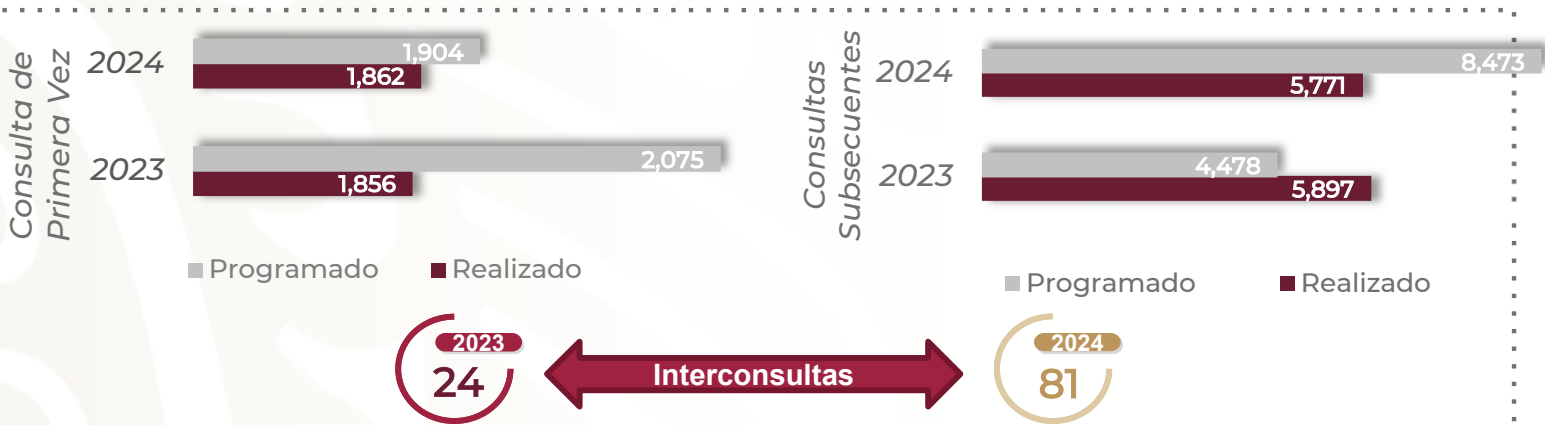 Consulta de
Primera Vez
2024
1,904
1,862
2023
2,075
1,856
Programado
Realizado
Consultas
Subsecuentes
2024
8,473
5,771
2023
4,478
5,897
Programado
Realizado
2023
24
Interconsultas
2024
81